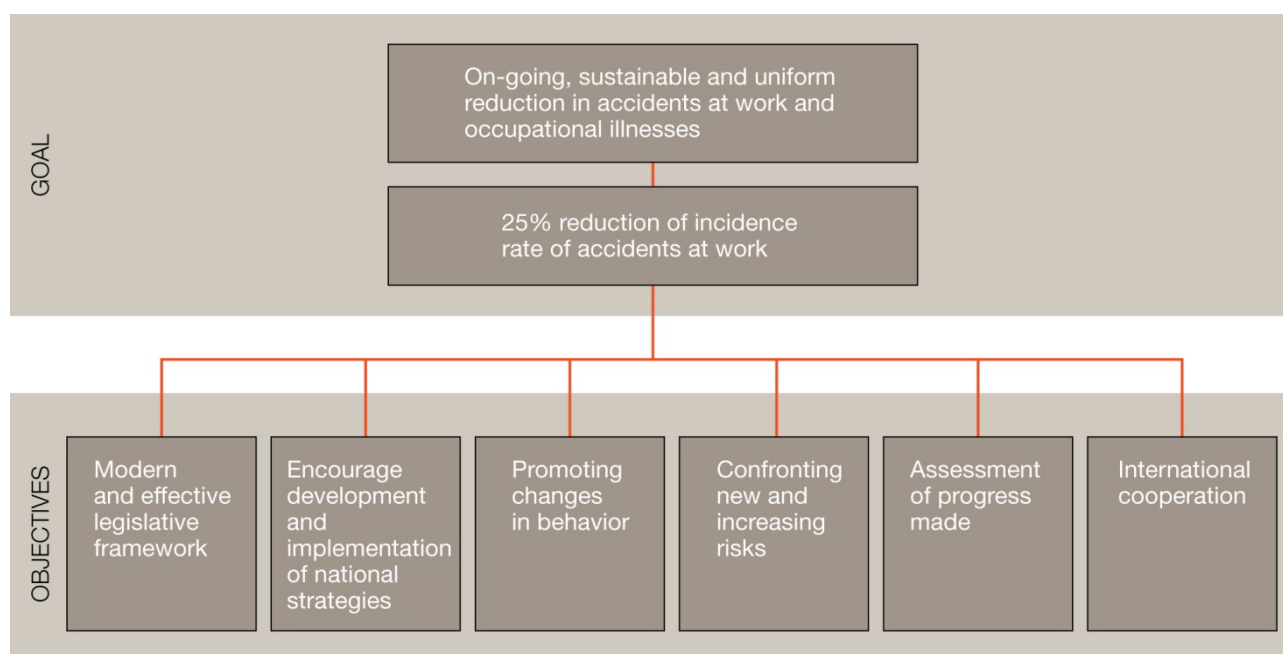 GOAL
On-going, sustainable and uniform
reduction in accidents at work and
occupational illnesses
25% reduction of incidence
rate of accidents at work
OBJECTIVES
Modern
and effective
legislative
framework
Encourage
development
and
implementation
of national
strategies
Promoting
changes
in behavior
Confronting
new and
increasing
risks
Assessment
of progress
made
International
cooperation